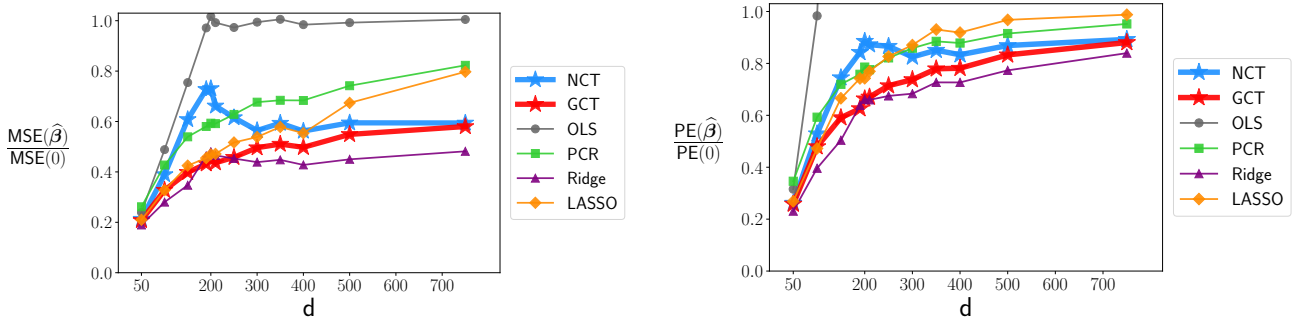 MSE(β̂)
MSE(0)
1.0
0.8
0.6
0.4
0.2
0.0
50
200
300
400
500
700
d
NCT
GCT
OLS
PCR
Ridge
LASSO
PE(β̂)
PE(0)
1.0
0.8
0.6
0.4
0.2
0.0
50
200
300
400
500
700
d
NCT
GCT
OLS
PCR
Ridge
LASSO